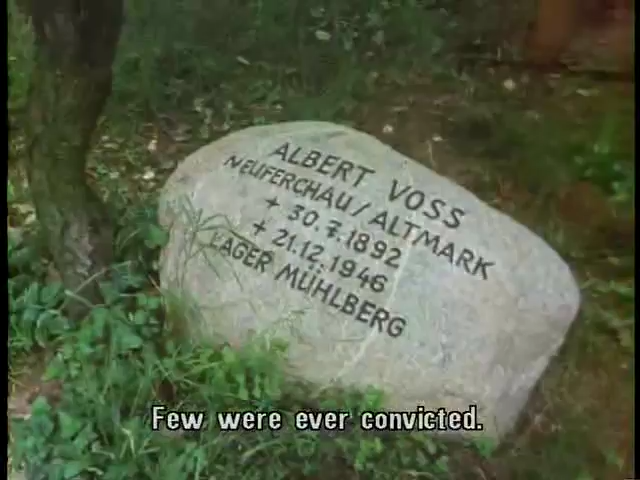 ALBERT VOSS
NEUFERCHAU/ALTMARK
+ 30.7.1892
+ 21.12.1946
LAGER MÜHLBERG
Few were ever convicted.